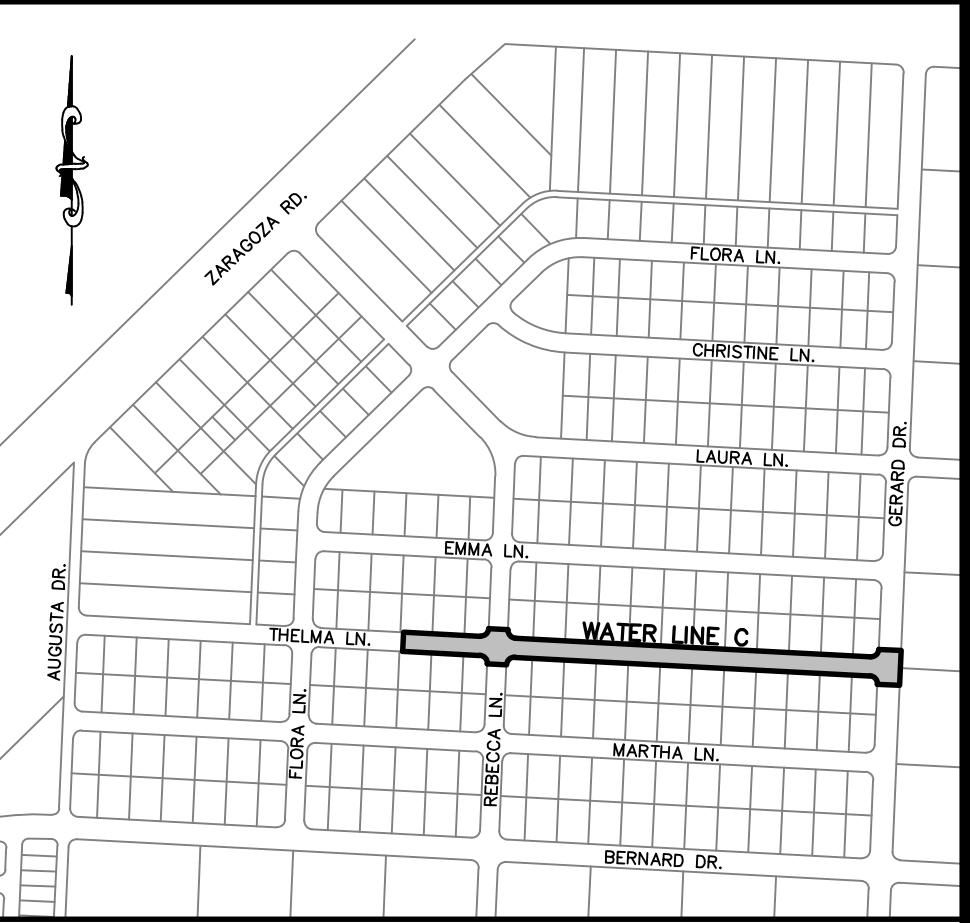 ZARAGOZA RD.
FLORA LN.
CHRISTINE LN.
LAURA LN.
GERARD DR.
EMMA LN.
AUGUSTA DR.
THELMA LN.
WATER LINE C
FLORA LN.
REBECCA LN.
MARTHA LN.
BERNARD DR.